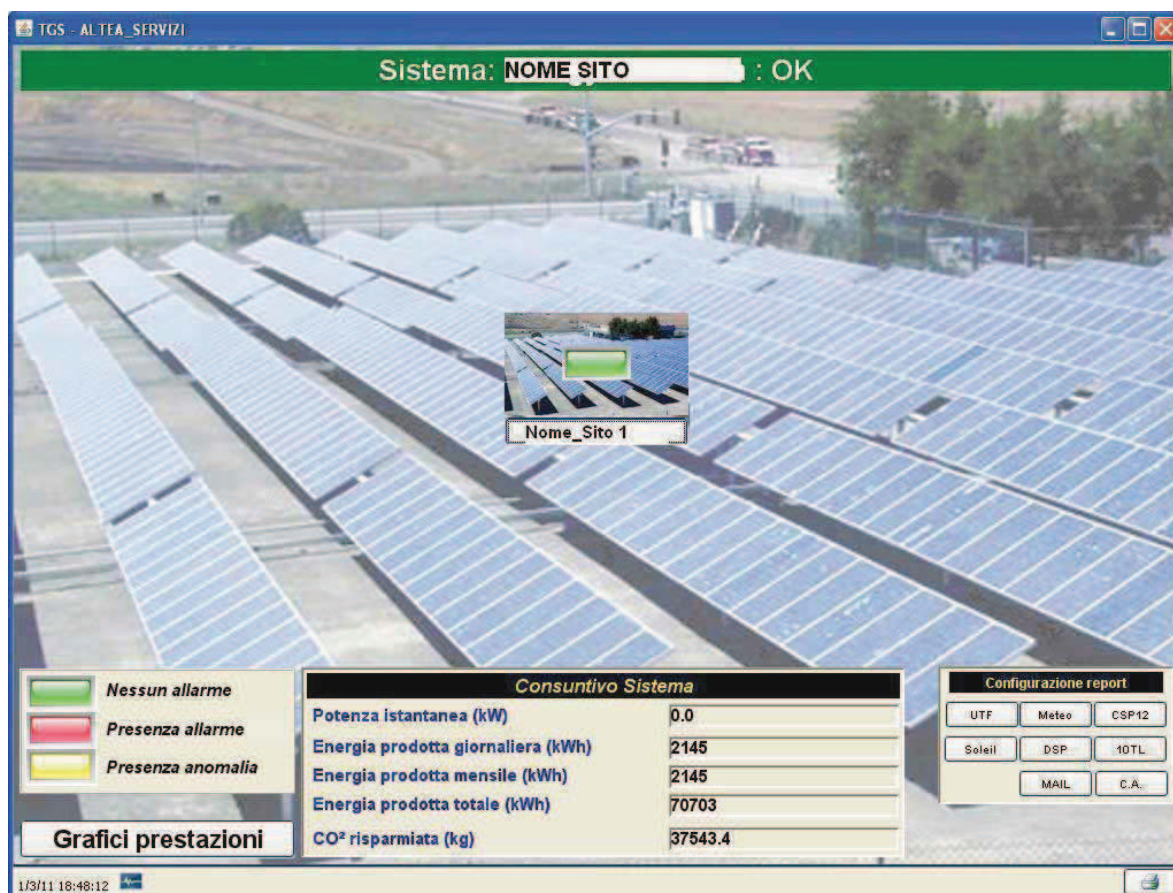 TGS - ALTEA_SERVIZI
Sistema: NOME SITO : OK
Nome_Sito 1
Nessun allarme
Presenza allarme
Presenza anomalia
Grafici prestazioni
Consuntivo Sistema
Potenza istantanea (kW) 0.0
Energia prodotta giornaliera (kWh) 2145
Energia prodotta mensile (kWh) 2145
Energia prodotta totale (kWh) 70703
CO² risparmiata (kg) 37543.4
Configurazione report
UTF Meteo CSP12
Soleil DSP 10TL
MAIL C.A.
1/3/11 18:48:12